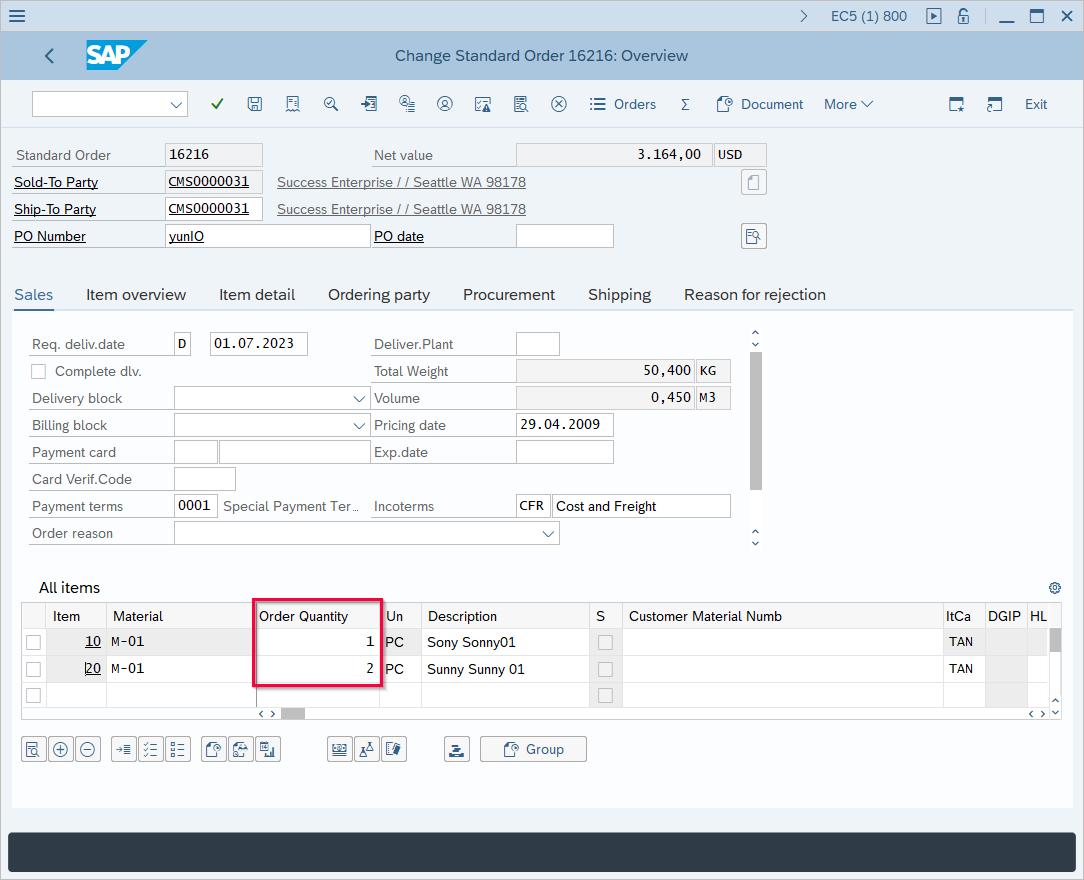 EC5 (1) 800
SAP
Change Standard Order 16216: Overview
Orders Σ Document More Exit
Standard Order 16216 Net value 3.164,00 USD
Sold-To Party CMS0000031 Success Enterprise / / Seattle WA 98178
Ship-To Party CMS0000031 Success Enterprise / / Seattle WA 98178
PO Number yunIO PO date
Sales Item overview Item detail Ordering party Procurement Shipping Reason for rejection
Req. deliv.date D 01.07.2023 Deliver.Plant
Complete dlv. Total Weight 50,400 KG
Delivery block Volume 0,450 M3
Billing block Pricing date 29.04.2009
Payment card Exp.date
Card Verif.Code
Payment terms 0001 Special Payment Ter... Incoterms CFR Cost and Freight
Order reason
All items
Item Material Order Quantity Un Description S Customer Material Numb ItCa DGIP HL
10 M-01 1 PC Sony Sonny01 TAN
20 M-01 2 PC Sunny Sunny 01 TAN
Group